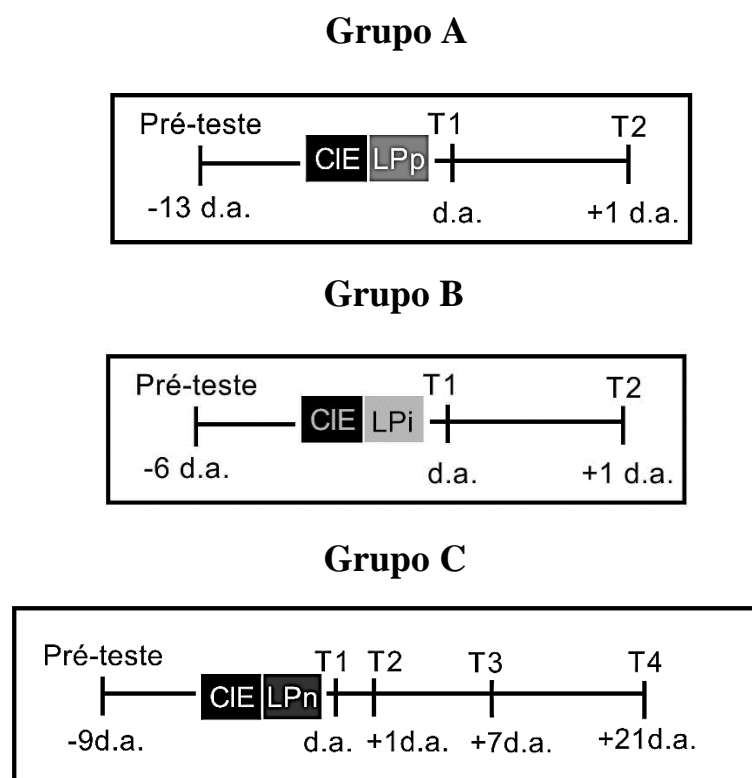 Grupo A
Pré-teste T1 T2
CIE LPp
-13 d.a. d.a. +1 d.a.
Grupo B
Pré-teste T1 T2
CIE LPi
-6 d.a. d.a. +1 d.a.
Grupo C
Pré-teste T1 T2 T3 T4
CIE LPn
-9d.a. d.a. +1d.a. +7d.a. +21d.a.